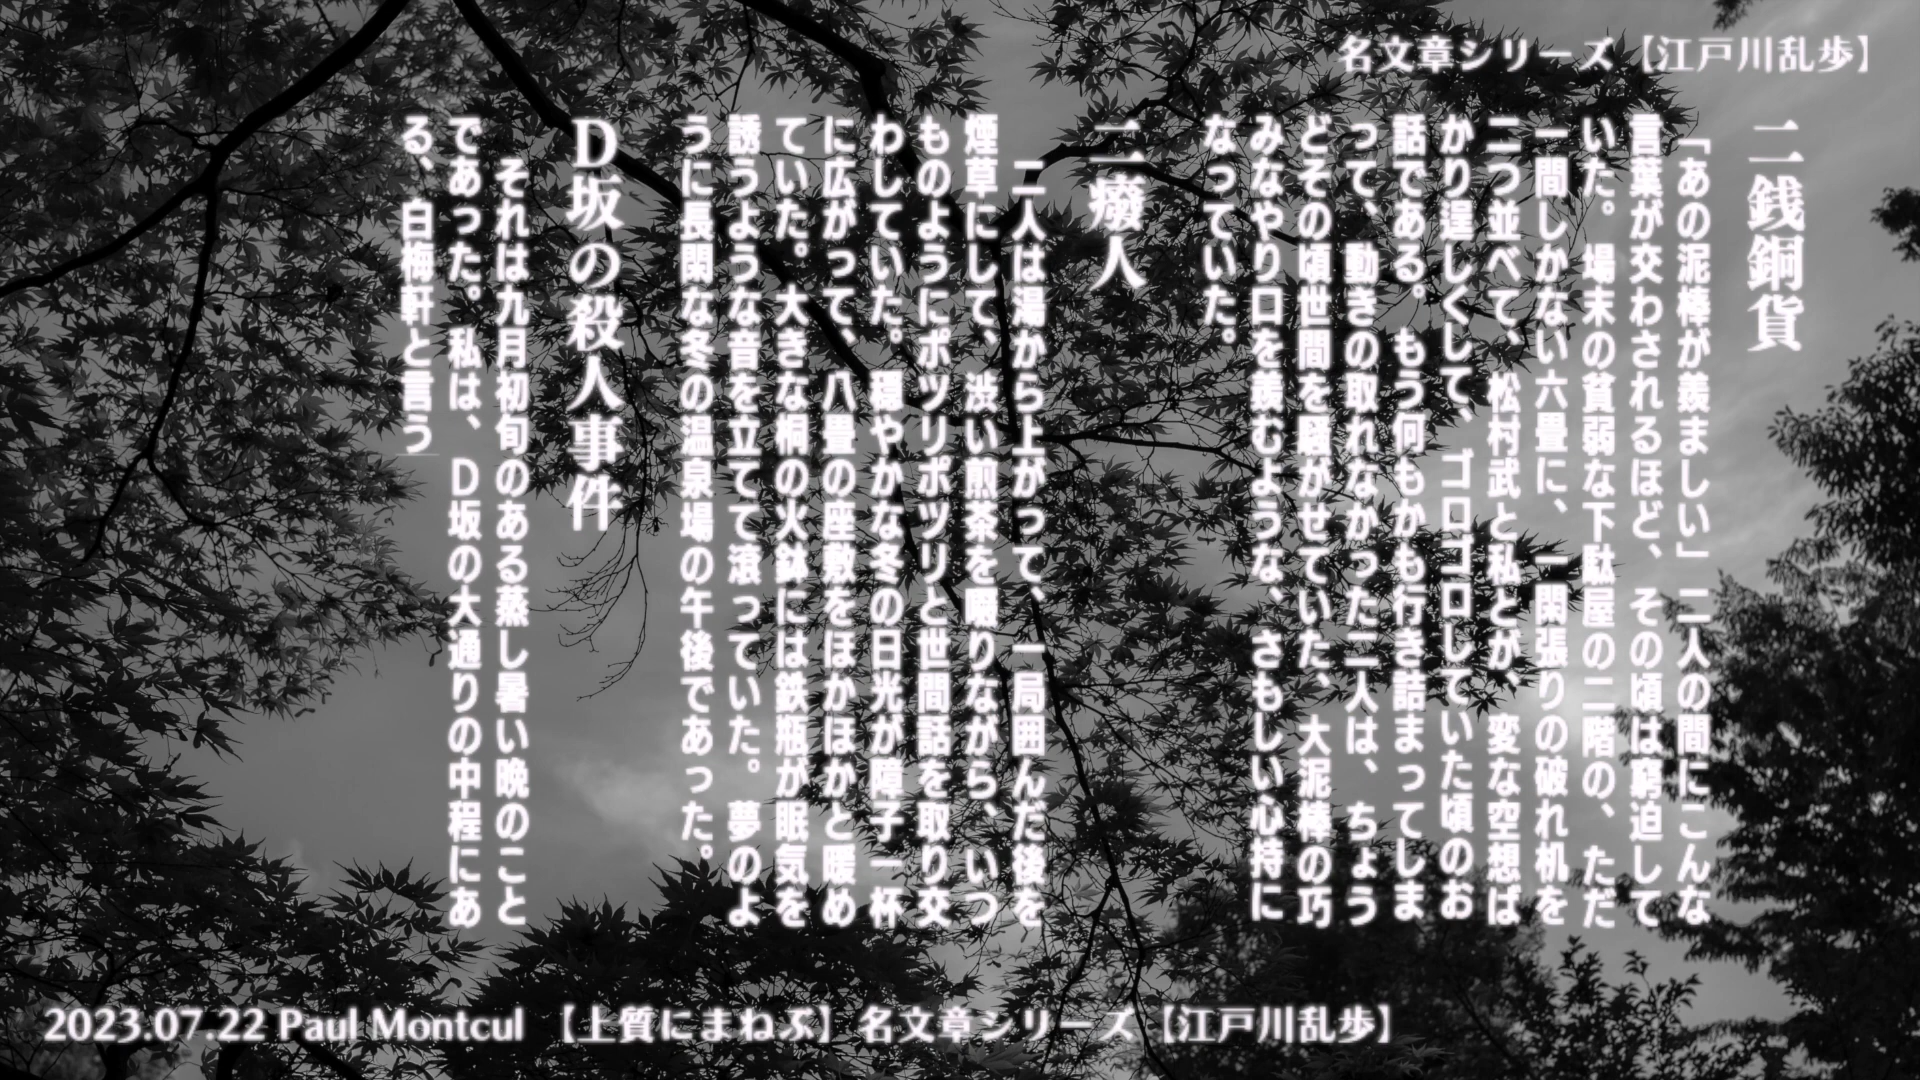 名文章シリーズ【江戸川乱歩】
二銭銅貨
「あの泥棒が羨ましい」二人の間にこんな
言葉が交わされるほど、その頃は窮迫して
いた。場末の貧弱な下駄屋の二階の、ただ
一間しかない六畳に、一閑張りの破れ机を
二つ並べて、松村武と私とが、変な空想ば
かり逞しくして、ゴロゴロしていた頃のお
話である。もう何もかも行き詰まってしま
って、動きの取れなかった二人は、ちょう
どその頃世間を騒がせていた、大泥棒の巧
みなやり口を羨むような、さもしい心持に
なっていた。
二癈人
二人は湯から上がって、一局囲んだ後を
煙草にして、渋い煎茶を啜りながら、いつ
ものようにポツリポツリと世間話を取り交
わしていた。穏やかな冬の日光が障子一杯
に広がって、八畳の座敷をほかほかと暖め
ていた。大きな桐の火鉢には鉄瓶が眠気を
誘うような音を立てて滾っていた。夢のよ
うに長閑な冬の温泉場の午後であった。
D坂の殺人事件
それは九月初旬のある蒸し暑い晩のこと
であった。私は、D坂の大通りの中程にあ
る、白梅軒と言う
2023.07.22 Paul Montcul 【上質にまねぶ】名文章シリーズ【江戸川乱歩】